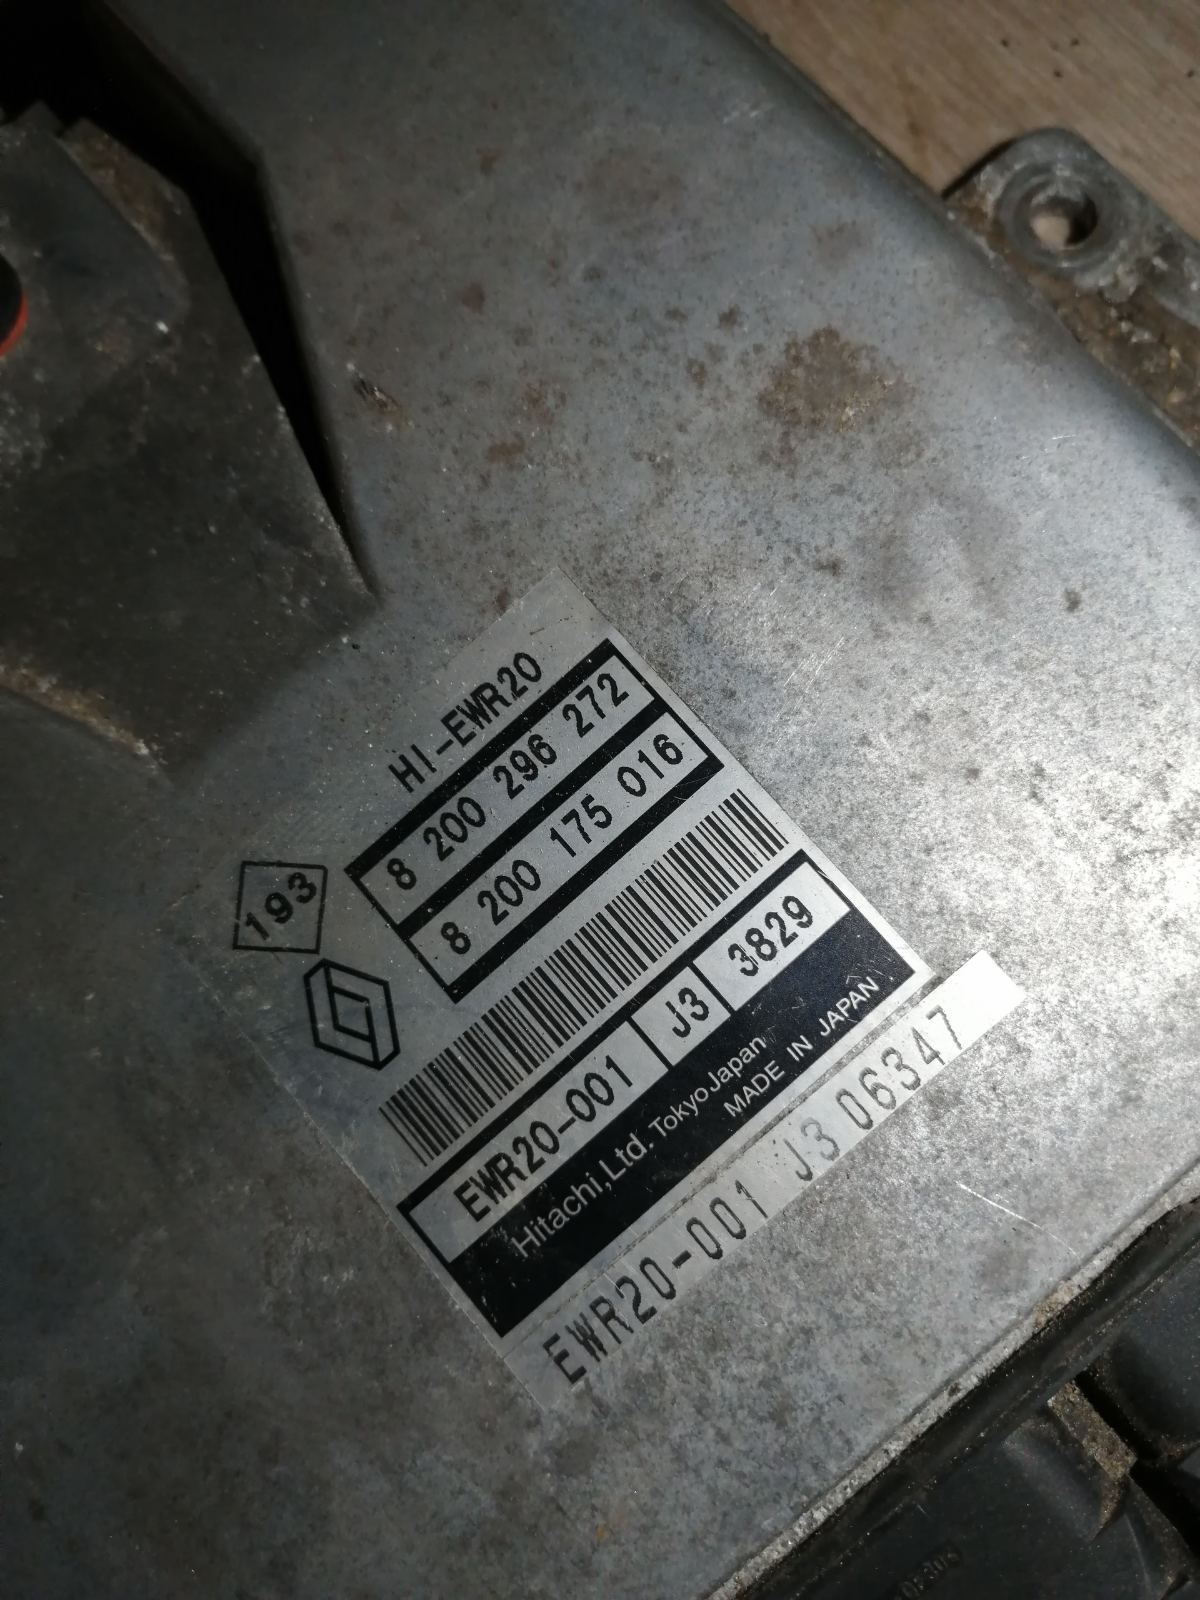 HI-EWR20
8 200 296 272
8 200 175 016
193
EWR20-001 J3 3829
Hitachi, Ltd. Tokyo Japan
MADE IN JAPAN
EWR20-001 J3 06347